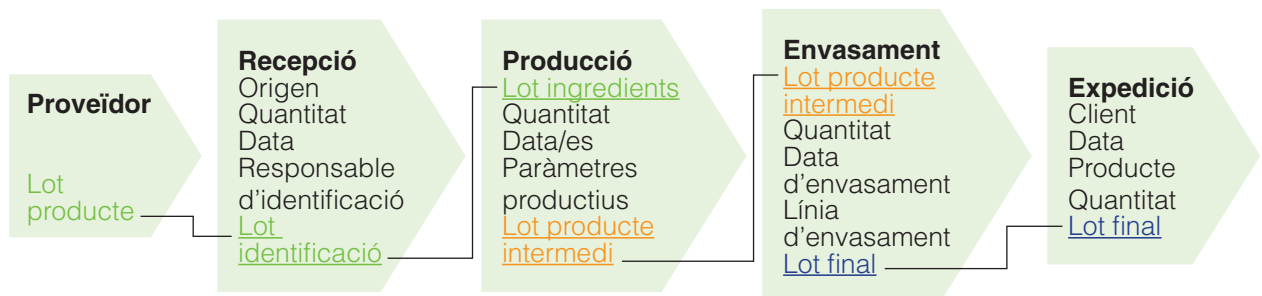 Proveïdor
Lot
producte
Recepció
Origen
Quantitat
Data
Responsable
d'identificació
Lot
identificació
Producció
Lot ingredients
Quantitat
Data/es
Paràmetres
productius
Lot producte
intermedi
Envasament
Lot producte
intermedi
Quantitat
Data
d'envasament
Línia
d'envasament
Lot final
Expedició
Client
Data
Producte
Quantitat
Lot final